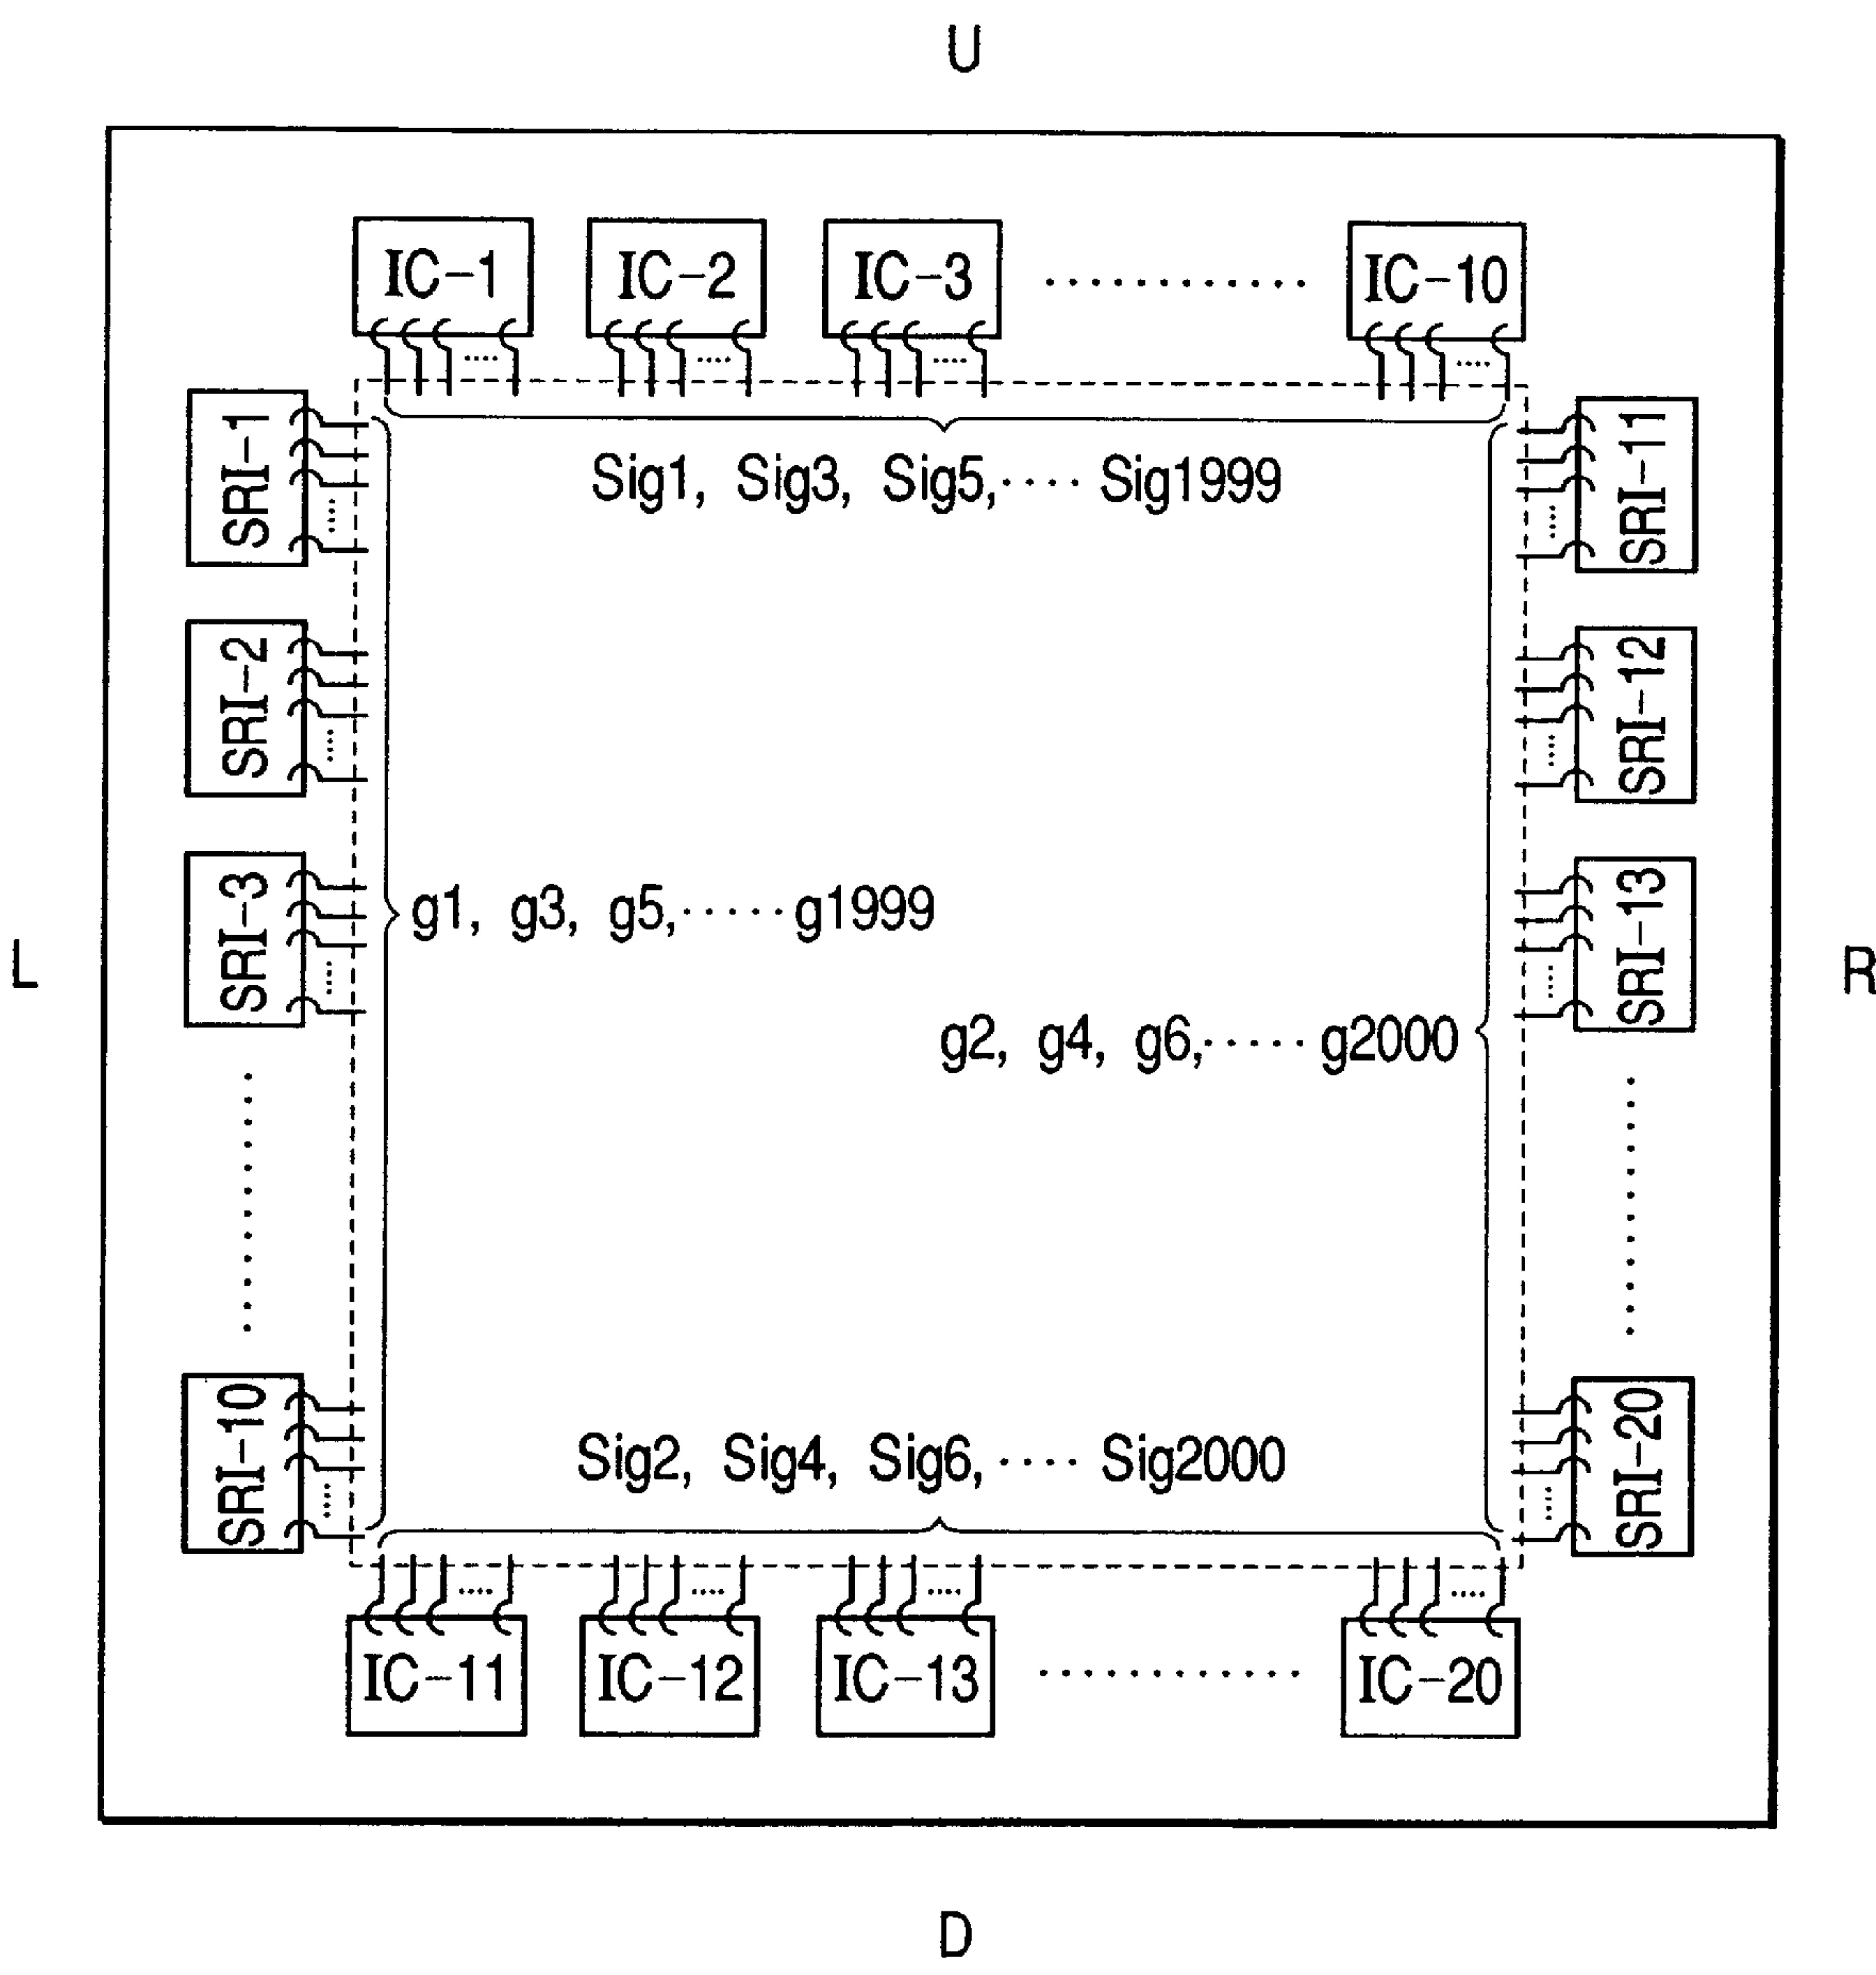 U
IC-1 IC-2 IC-3 ············ IC-10
Sig1, Sig3, Sig5, ···· Sig1999
SRI-1
SRI-2
SRI-3
SRI-10
SRI-11
SRI-12
SRI-13
SRI-20
g1, g3, g5, ····· g1999
L
R
g2, g4, g6, ····· g2000
Sig2, Sig4, Sig6, ···· Sig2000
IC-11 IC-12 IC-13 ············ IC-20
D